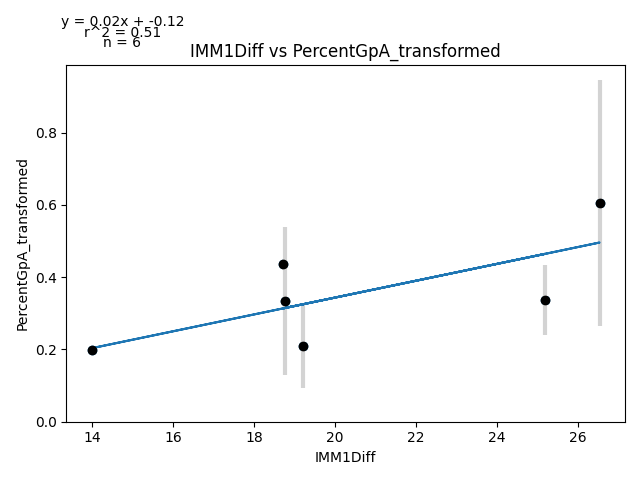 y = 0.02x + -0.12
r^2 = 0.51
n = 6
IMM1Diff vs PercentGpA_transformed
PercentGpA_transformed
0.8
0.6
0.4
0.2
0.0
14 16 18 20 22 24 26
IMM1Diff